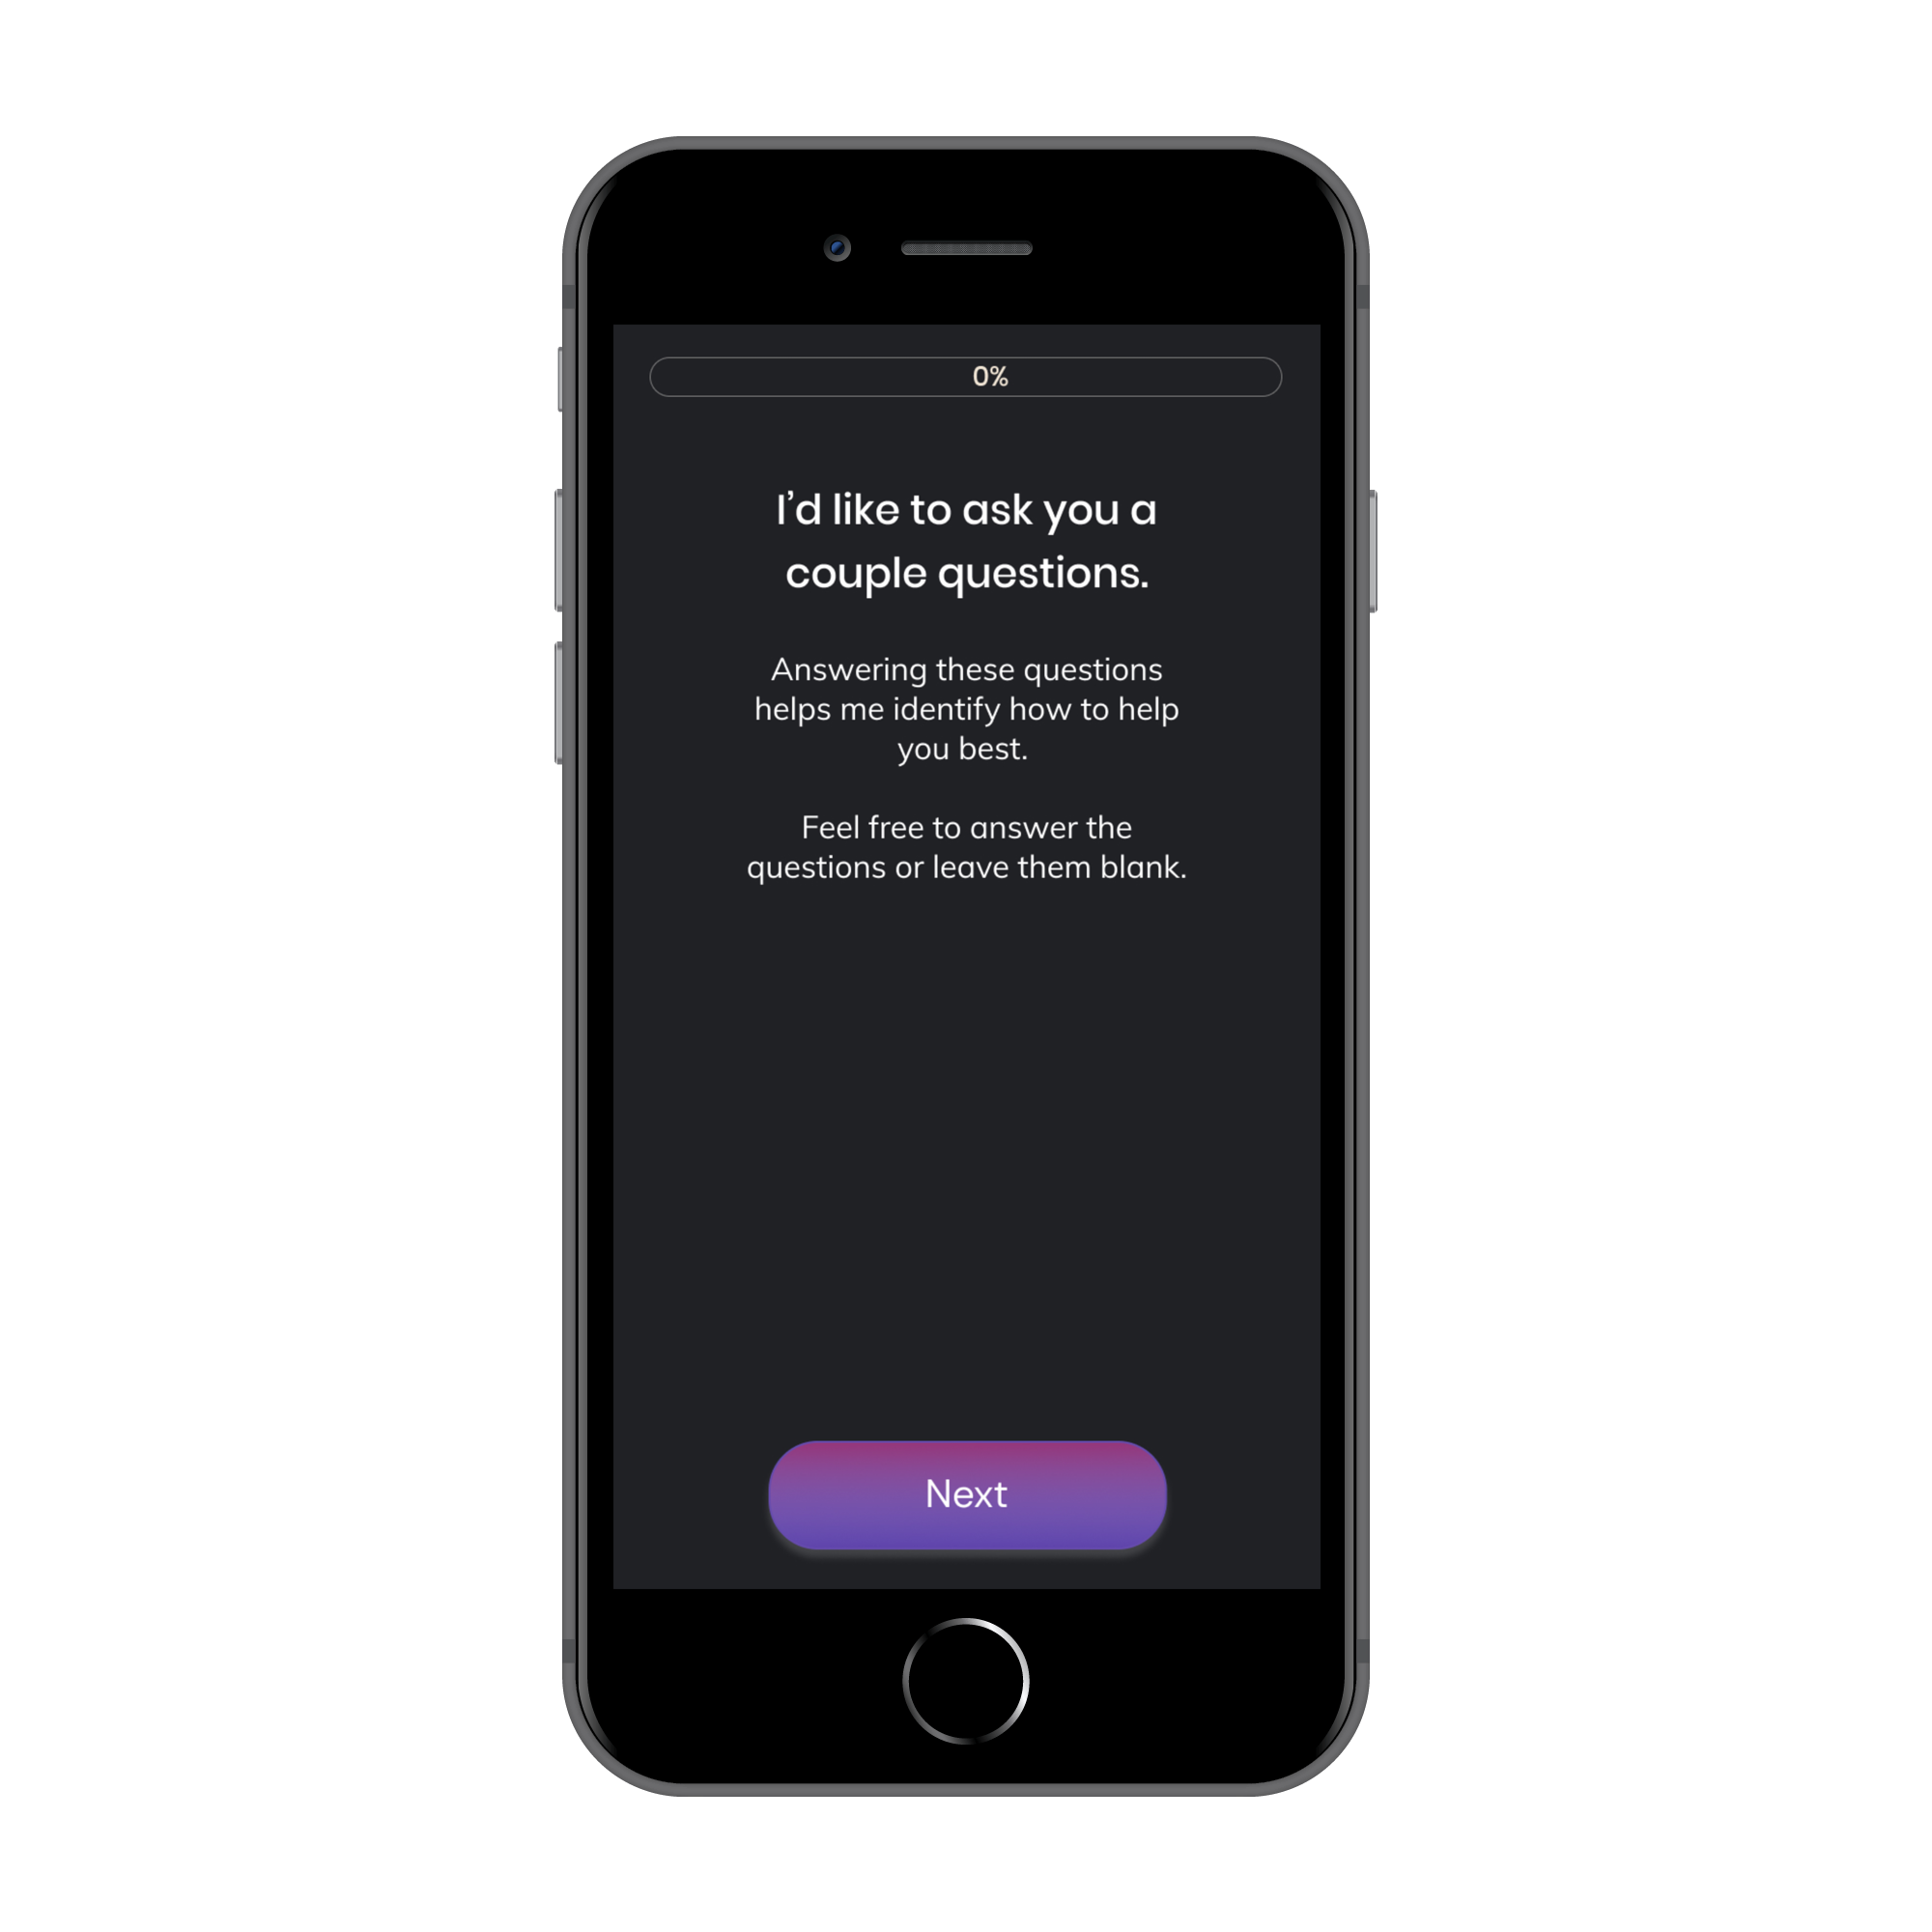 0%
I’d like to ask you a
couple questions.
Answering these questions
helps me identify how to help
you best.
Feel free to answer the
questions or leave them blank.
Next